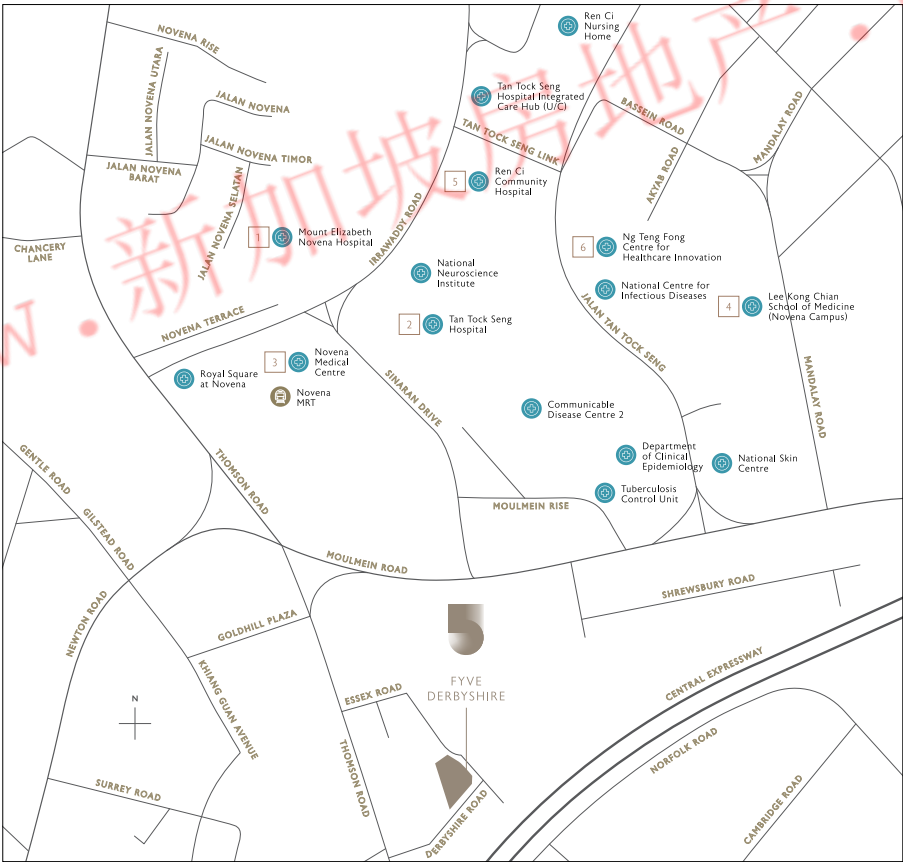 Ren Ci
Nursing
Home
NOVENA RISE
JALAN NOVENA UTARA
JALAN NOVENA
Tan Tock Seng
Hospital Integrated
Care Hub (U/C)
BASSEIN ROAD
MANDALAY ROAD
TAN TOCK SENG LINK
JALAN NOVENA TIMOR
JALAN NOVENA
BARAT
JALAN NOVENA SELATAN
5
Ren Ci
Community
Hospital
AKYAB ROAD
IRRAWADDY ROAD
1
Mount Elizabeth
Novena Hospital
CHANCERY
LANE
6
Ng Teng Fong
Centre for
Healthcare Innovation
National
Neuroscience
Institute
National Centre for
Infectious Diseases
4
Lee Kong Chian
School of Medicine
(Novena Campus)
2
Tan Tock Seng
Hospital
NOVENA TERRACE
JALAN TAN TOCK SENG
3
Novena
Medical
Centre
Royal Square
at Novena
Novena
MRT
SINARAN DRIVE
MANDALAY ROAD
Communicable
Disease Centre 2
Department
of Clinical
Epidemiology
National Skin
Centre
Tuberculosis
Control Unit
GENTLE ROAD
THOMSON ROAD
MOULMEIN RISE
GILSTEAD ROAD
MOULMEIN ROAD
SHREWSBURY ROAD
NEWTON ROAD
GOLDHILL PLAZA
KHIANG GUAN AVENUE
FYVE
DERBYSHIRE
ESSEX ROAD
CENTRAL EXPRESSWAY
N
NORFOLK ROAD
THOMSON ROAD
SURREY ROAD
DERBYSHIRE ROAD
CAMBRIDGE ROAD
w.新加坡房地产.